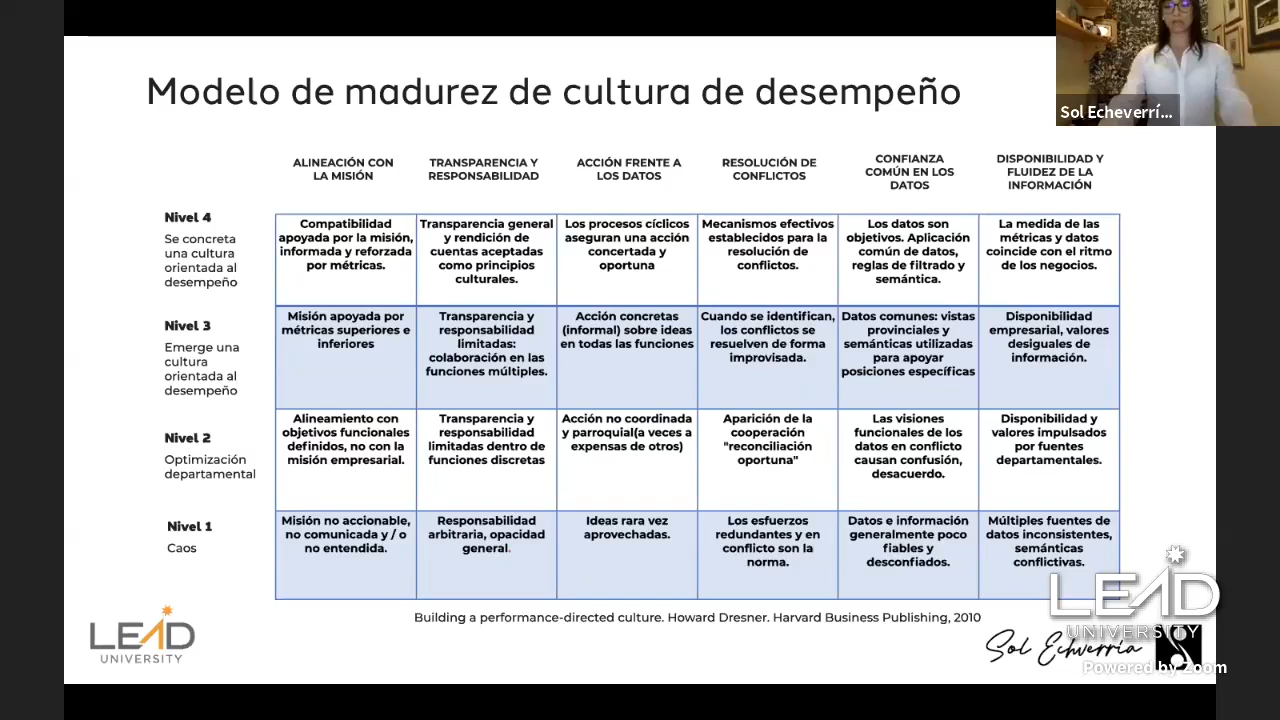 Modelo de madurez de cultura de desempeño
Sol Echeverrí...
ALINEACIÓN CON
LA MISIÓN
TRANSPARENCIA Y
RESPONSABILIDAD
ACCIÓN FRENTE A
LOS DATOS
RESOLUCIÓN DE
CONFLICTOS
CONFIANZA
COMÚN EN LOS
DATOS
DISPONIBILIDAD Y
FLUIDEZ DE LA
INFORMACIÓN
Nivel 4
Se concreta
una cultura
orientada al
desempeño
Compatibilidad
apoyada por la misión,
informada y reforzada
por métricas.
Transparencia general
y rendición de
cuentas aceptadas
como principios
culturales.
Los procesos cíclicos
aseguran una acción
concertada y
oportuna
Mecanismos efectivos
establecidos para la
resolución de
conflictos.
Los datos son
objetivos. Aplicación
común de datos,
reglas de filtrado y
semántica.
La medida de las
métricas y datos
coincide con el ritmo
de los negocios.
Nivel 3
Emerge una
cultura
orientada al
desempeño
Misión apoyada por
métricas superiores e
inferiores
Transparencia y
responsabilidad
limitadas:
colaboración en las
funciones múltiples.
Acción concretas
(informal) sobre ideas
en todas las funciones
Cuando se identifican,
los conflictos se
resuelven de forma
improvisada.
Datos comunes: vistas
provinciales y
semánticas utilizadas
para apoyar
posiciones específicas
Disponibilidad
empresarial, valores
desiguales de
información.
Nivel 2
Optimización
departamental
Alineamiento con
objetivos funcionales
definidos, no con la
misión empresarial.
Transparencia y
responsabilidad
limitadas dentro de
funciones discretas
Acción no coordinada
y parroquial(a veces a
expensas de otros)
Aparición de la
cooperación
"reconciliación
oportuna"
Las visiones
funcionales de los
datos en conflicto
causan confusión,
desacuerdo.
Disponibilidad y
valores impulsados
por fuentes
departamentales.
Nivel 1
Caos
Misión no accionable,
no comunicada y / o
no entendida.
Responsabilidad
arbitraria, opacidad
general.
Ideas rara vez
aprovechadas.
Los esfuerzos
redundantes y en
conflicto son la
norma.
Datos e información
generalmente poco
fiables y
desconfiados.
Múltiples fuentes de
datos inconsistentes,
semánticas
conflictivas.
Building a performance-directed culture. Howard Dresner. Harvard Business Publishing, 2010
LEAD
UNIVERSITY
LEAD
UNIVERSITY
Sol Echverría
Powered by Zoom